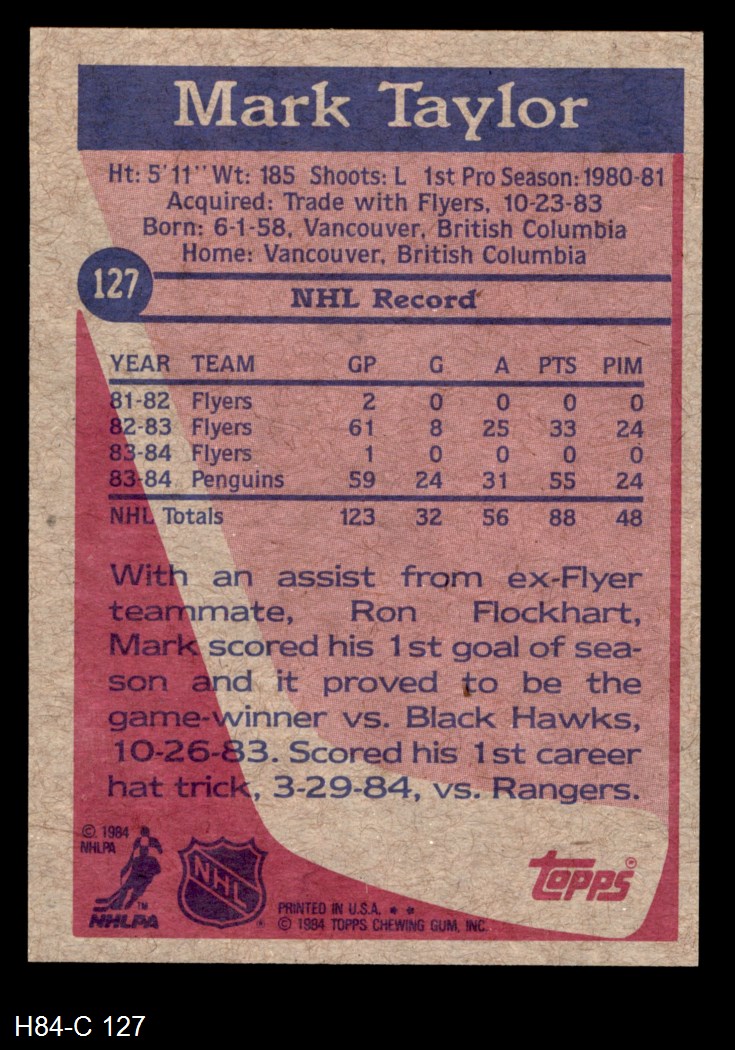 Mark Taylor
Ht: 5'11" Wt: 185 Shoots: L 1st Pro Season: 1980-81
Acquired: Trade with Flyers, 10-23-83
Born: 6-1-58, Vancouver, British Columbia
Home: Vancouver, British Columbia
127
NHL Record
YEAR TEAM GP G A PTS PIM
81-82 Flyers 2 0 0 0 0
82-83 Flyers 61 8 25 33 24
83-84 Flyers 1 0 0 0 0
83-84 Penguins 59 24 31 55 24
NHL Totals 123 32 56 88 48
With an assist from ex-Flyer
teammate, Ron Flockhart,
Mark scored his 1st goal of sea-
son and it proved to be the
game-winner vs. Black Hawks,
10-26-83. Scored his 1st career
hat trick, 3-29-84, vs. Rangers.
© 1984
NHLPA
NHLPA™
NHL
PRINTED IN U.S.A. * *
© 1984 TOPPS CHEWING GUM, INC.
topps®
H84-C 127